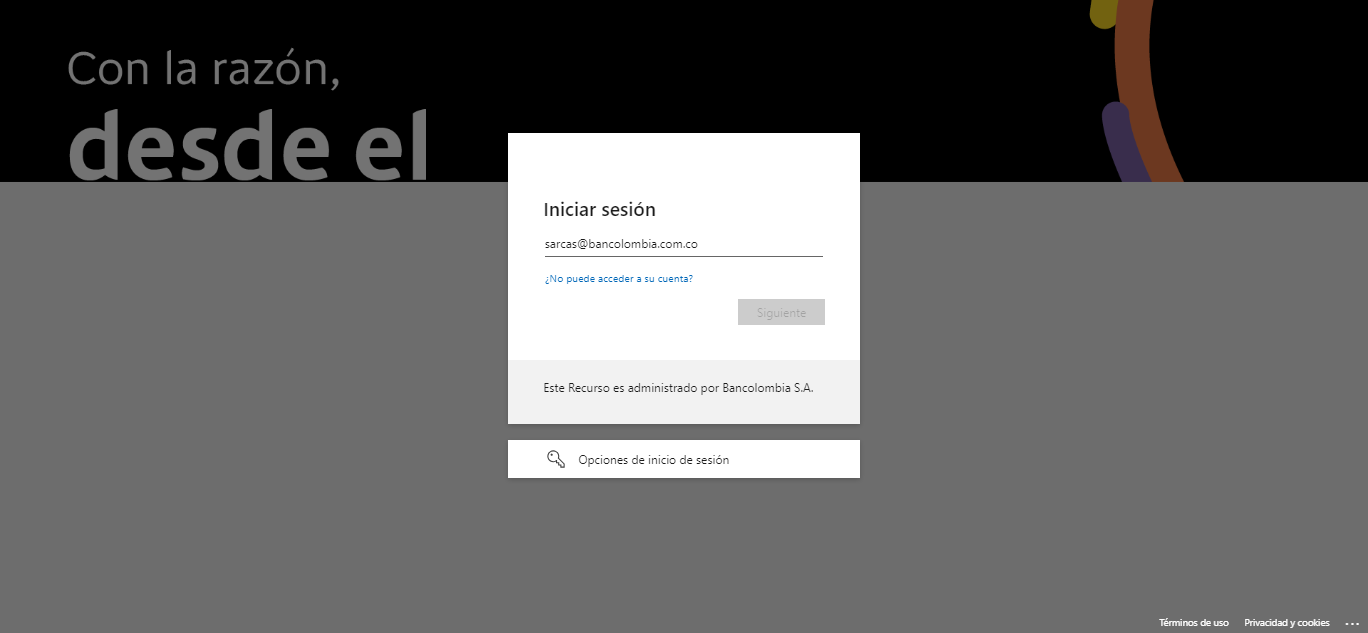 Con la razón,
desde el
Iniciar sesión
sarcas@bancolombia.com.co
¿No puede acceder a su cuenta?
Siguiente
Este Recurso es administrado por Bancolombia S.A.
Opciones de inicio de sesión
Términos de uso Privacidad y cookies ...